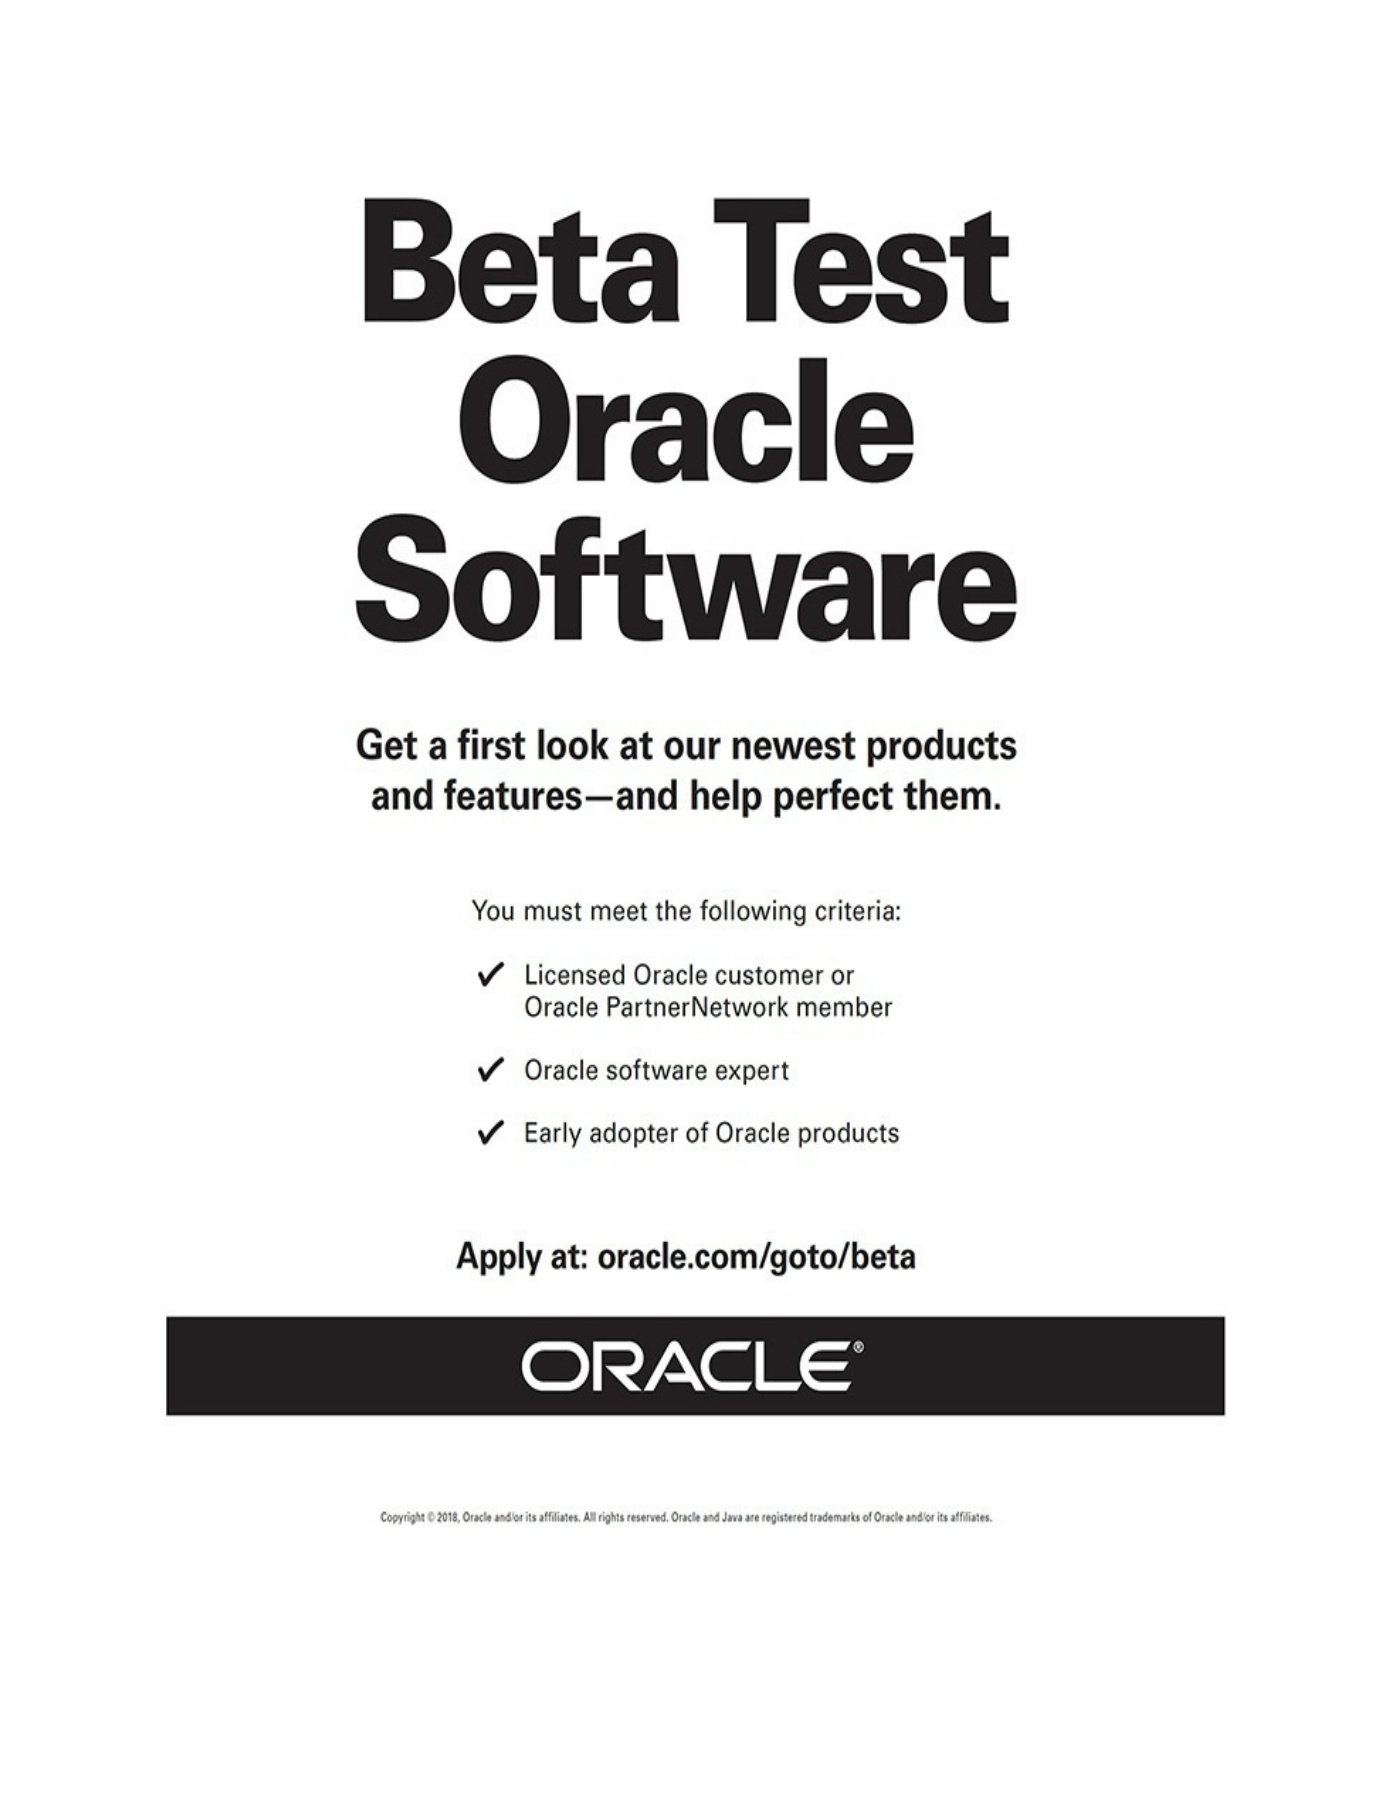 Beta Test
Oracle
Software
Get a first look at our newest products
and features—and help perfect them.
You must meet the following criteria:
✓ Licensed Oracle customer or
Oracle PartnerNetwork member
✓ Oracle software expert
✓ Early adopter of Oracle products
Apply at: oracle.com/goto/beta
ORACLE®
Copyright © 2018, Oracle and/or its affiliates. All rights reserved. Oracle and Java are registered trademarks of Oracle and/or its affiliates.